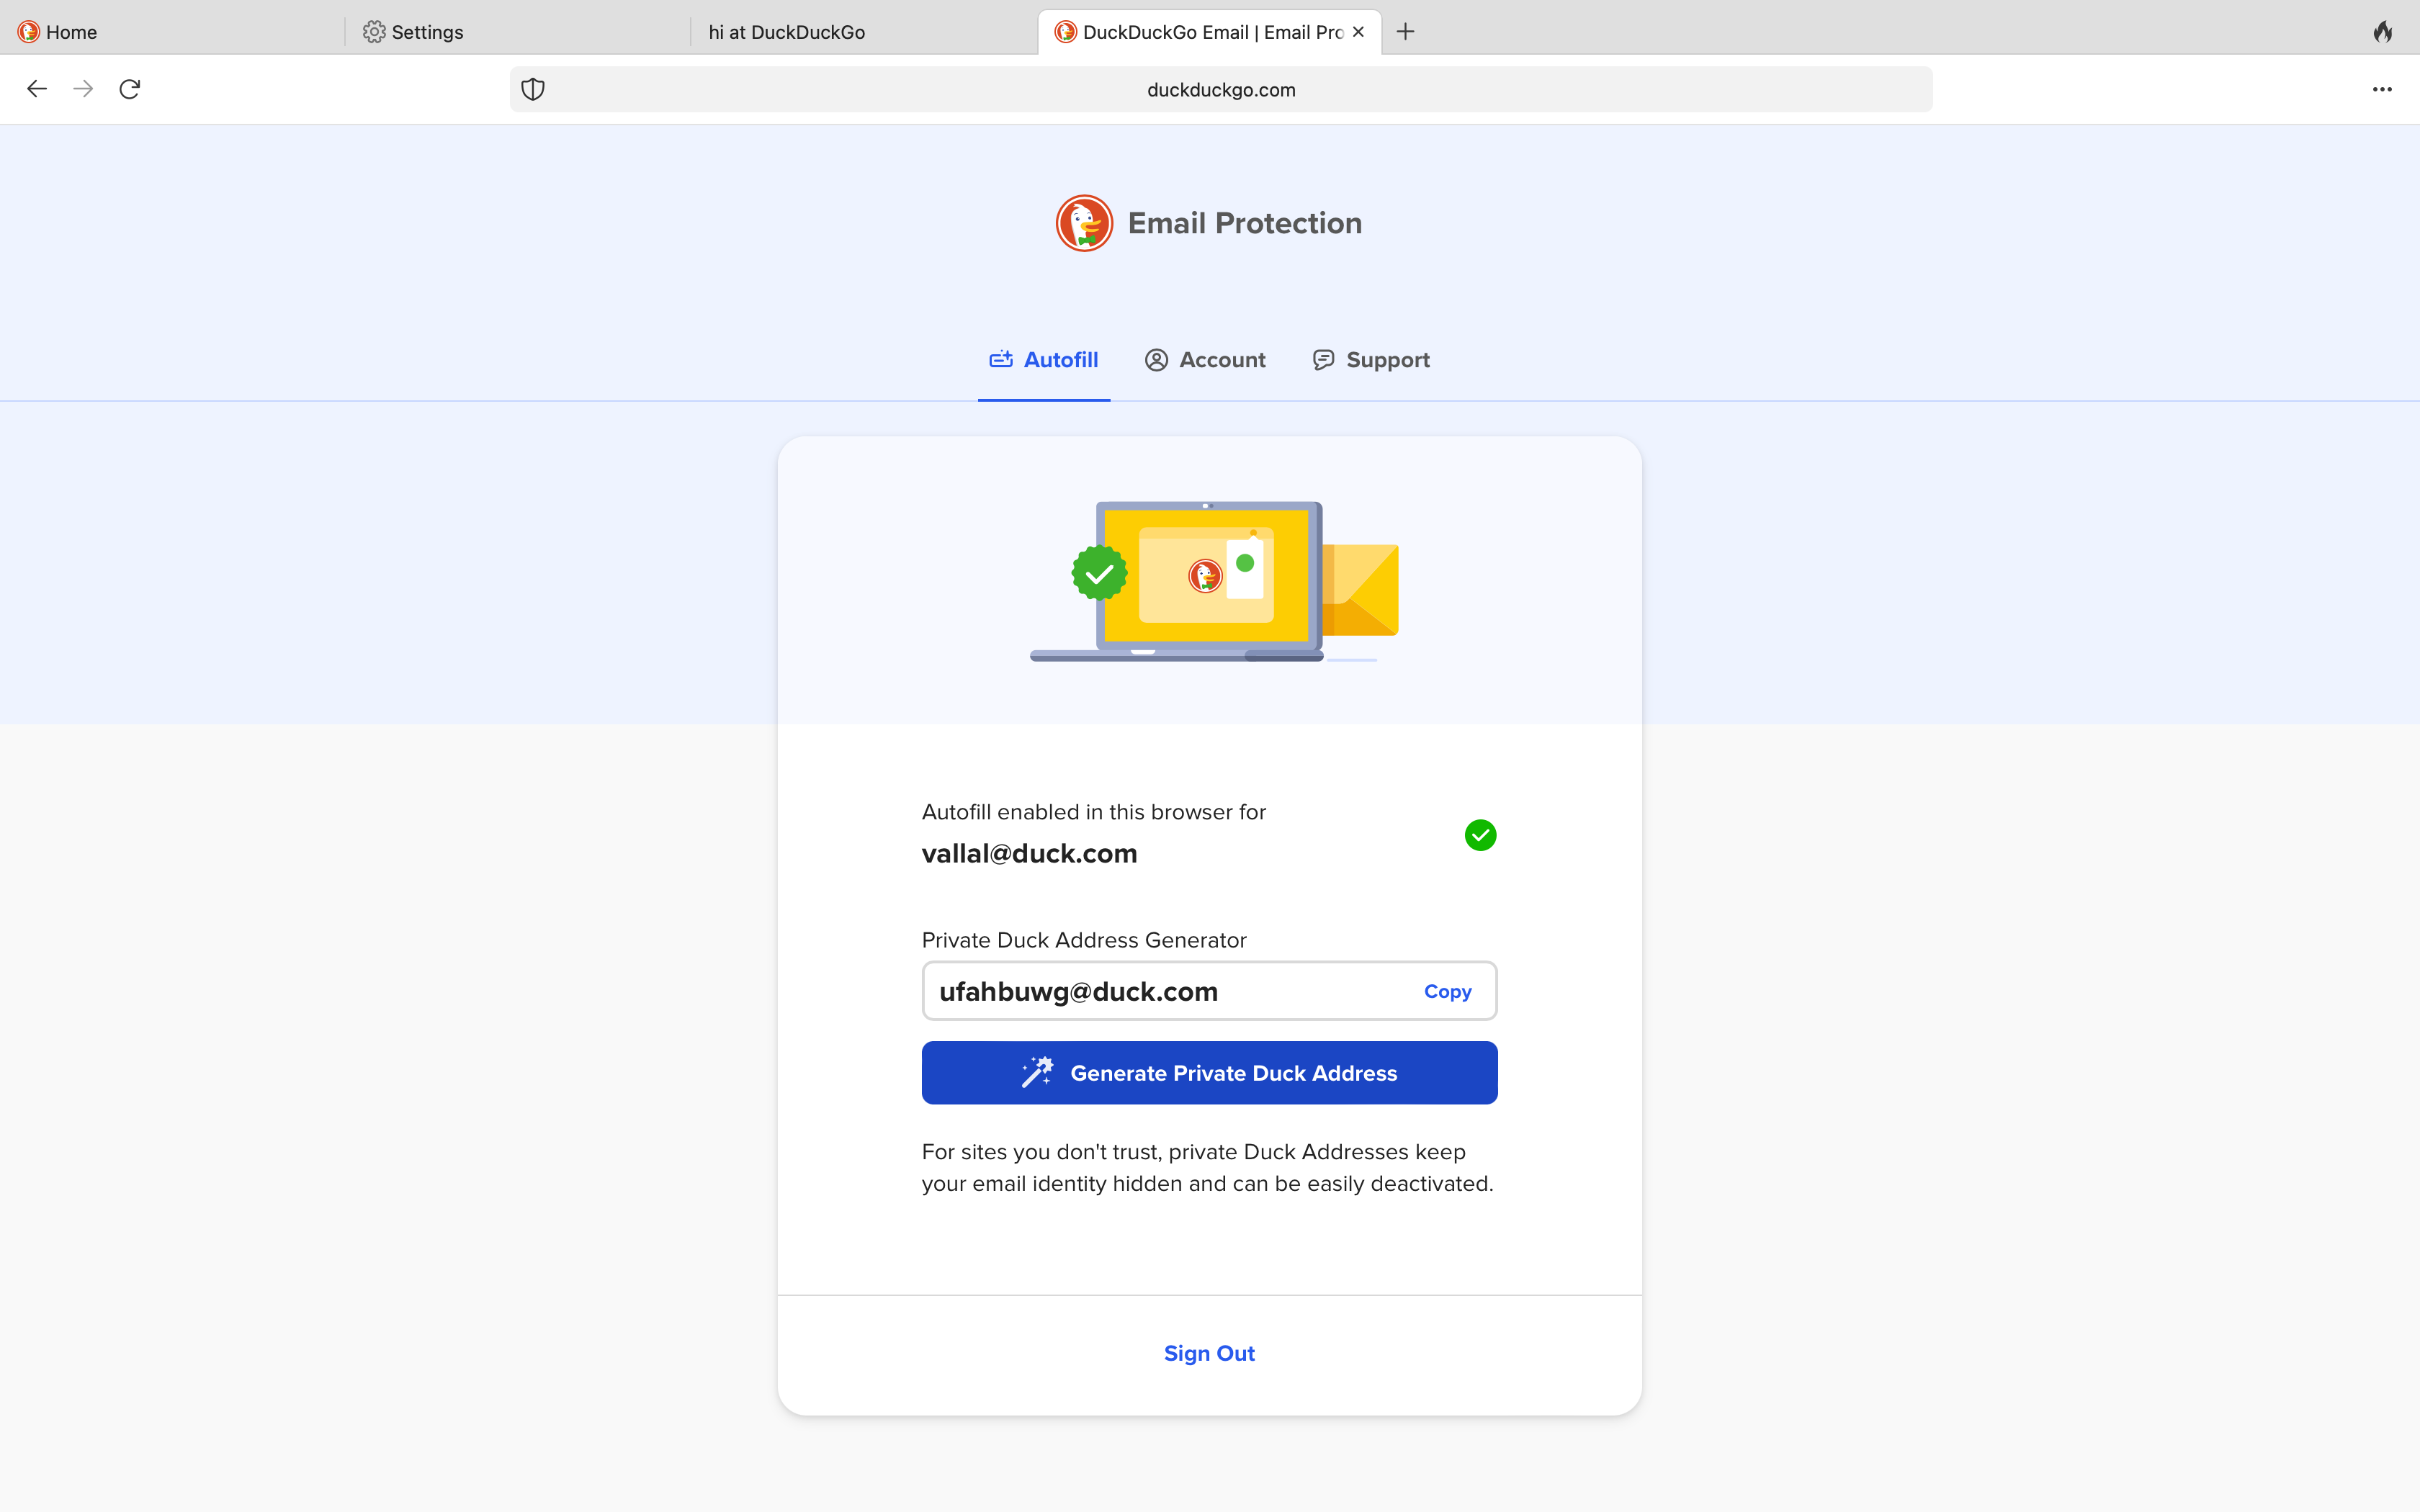 Home
Settings
hi at DuckDuckGo
DuckDuckGo Email | Email Pro
duckduckgo.com
Email Protection
Autofill
Account
Support
Autofill enabled in this browser for
vallal@duck.com
Private Duck Address Generator
ufahbuwg@duck.com
Copy
Generate Private Duck Address
For sites you don't trust, private Duck Addresses keep
your email identity hidden and can be easily deactivated.
Sign Out